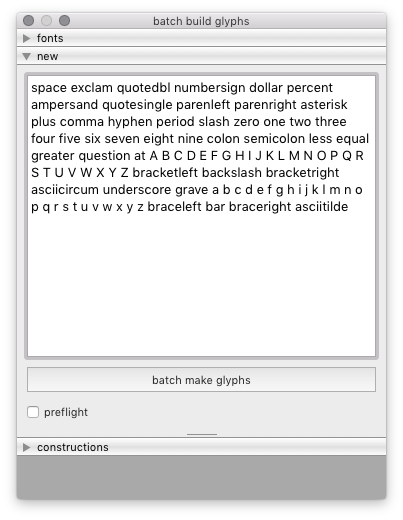 batch build glyphs
fonts
new
space exclam quotedbl numbersign dollar percent
ampersand quotesingle parenleft parenright asterisk
plus comma hyphen period slash zero one two three
four five six seven eight nine colon semicolon less equal
greater question at A B C D E F G H I J K L M N O P Q R
S T U V W X Y Z bracketleft backslash bracketright
asciicircum underscore grave a b c d e f g h i j k l m n o
p q r s t u v w x y z braceleft bar braceright asciitilde
batch make glyphs
preflight
constructions